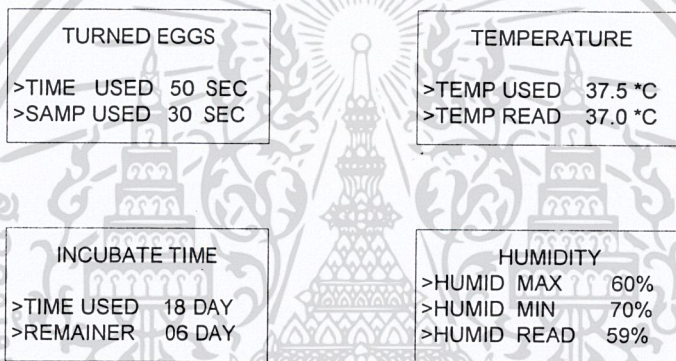 TURNED EGGS
>TIME USED 50 SEC
>SAMP USED 30 SEC
TEMPERATURE
>TEMP USED 37.5 *C
>TEMP READ 37.0 *C
INCUBATE TIME
>TIME USED 18 DAY
>REMAINER 06 DAY
HUMIDITY
>HUMID MAX 60%
>HUMID MIN 70%
>HUMID READ 59%